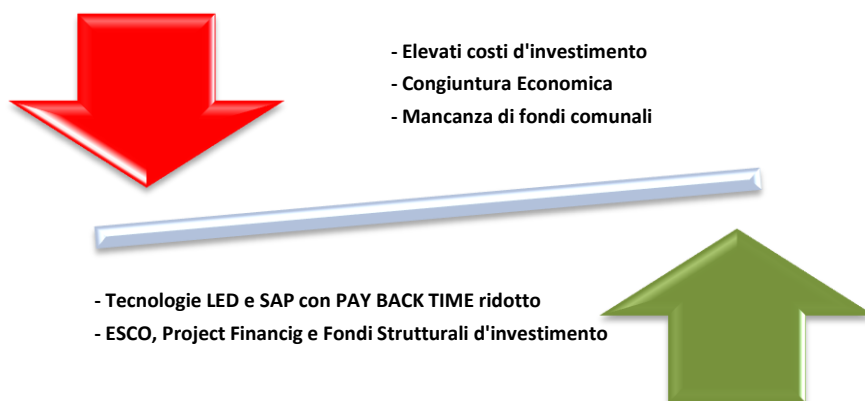 - Elevati costi d'investimento
- Congiuntura Economica
- Mancanza di fondi comunali
- Tecnologie LED e SAP con PAY BACK TIME ridotto
- ESCO, Project Financig e Fondi Strutturali d'investimento